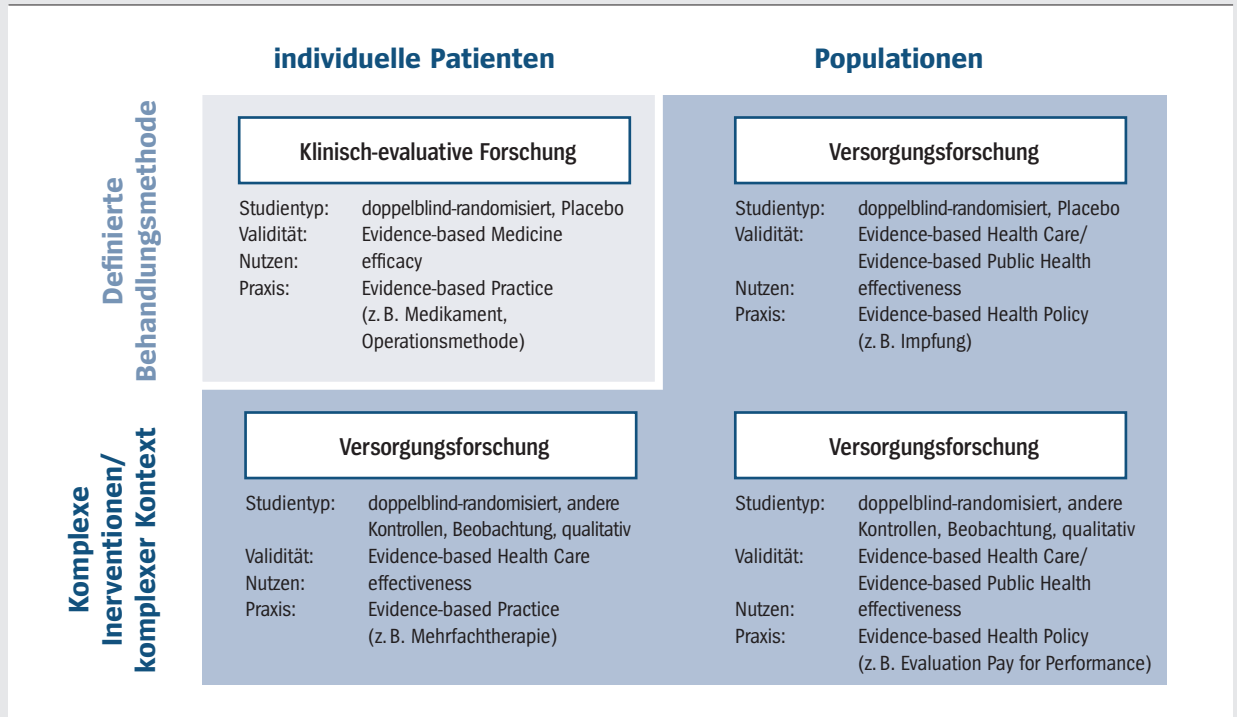 individuelle Patienten
Populationen
Definierte
Behandlungsmethode
Klinisch-evaluative Forschung
Studientyp: doppelblind-randomisiert, Placebo
Validität: Evidence-based Medicine
Nutzen: efficacy
Praxis: Evidence-based Practice
(z. B. Medikament,
Operationsmethode)
Versorgungsforschung
Studientyp: doppelblind-randomisiert, Placebo
Validität: Evidence-based Health Care/
Evidence-based Public Health
Nutzen: effectiveness
Praxis: Evidence-based Health Policy
(z. B. Impfung)
Komplexe
Inerventionen/
komplexer Kontext
Versorgungsforschung
Studientyp: doppelblind-randomisiert, andere
Kontrollen, Beobachtung, qualitativ
Validität: Evidence-based Health Care
Nutzen: effectiveness
Praxis: Evidence-based Practice
(z. B. Mehrfachtherapie)
Versorgungsforschung
Studientyp: doppelblind-randomisiert, andere
Kontrollen, Beobachtung, qualitativ
Validität: Evidence-based Health Care/
Evidence-based Public Health
Nutzen: effectiveness
Praxis: Evidence-based Health Policy
(z. B. Evaluation Pay for Performance)